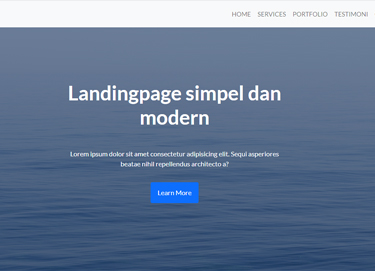 HOME SERVICES PORTFOLIO TESTIMONI
Landingpage simpel dan
modern
Lorem ipsum dolor sit amet consectetur adipisicing elit. Sequi asperiores
beatae nihil repellendus architecto a?
Learn More